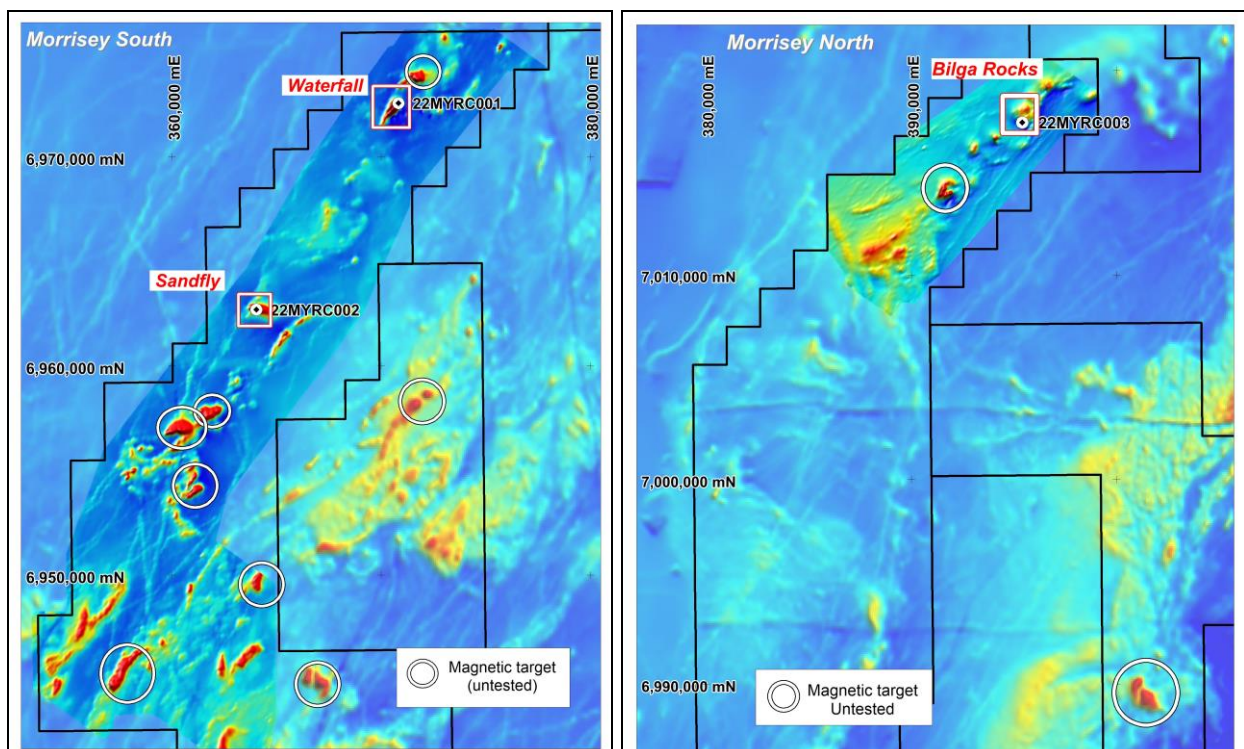 Morrisey South
360,000 mE
380,000 mE
Waterfall
22MYRC001
6,970,000 mN
Sandfly
22MYRC002
6,960,000 mN
6,950,000 mN
Magnetic target
(untested)
Morrisey North
380,000 mE
390,000 mE
Bilga Rocks
22MYRC003
7,010,000 mN
7,000,000 mN
6,990,000 mN
Magnetic target
Untested